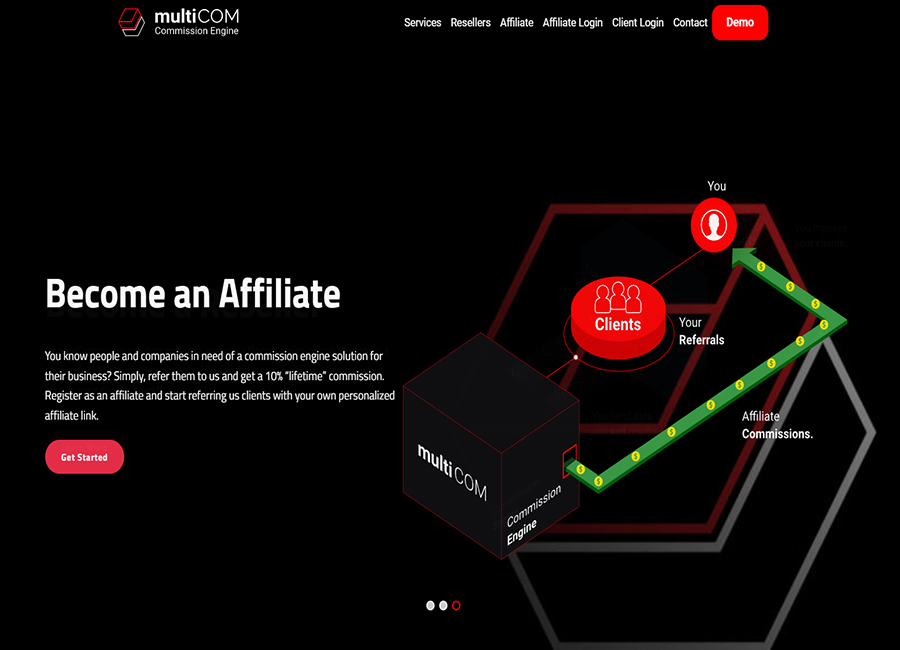 multiCOM
Commission Engine
Services Resellers Affiliate Affiliate Login Client Login Contact Demo
You
Clients
Your
Referrals
Become an Affiliate
You know people and companies in need of a commission engine solution for
their business? Simply, refer them to us and get a 10% “lifetime” commission.
Register as an affiliate and start referring us clients with your own personalized
affiliate link.
Get Started
Affiliate
Commissions.
multiCOM
Commission
Engine